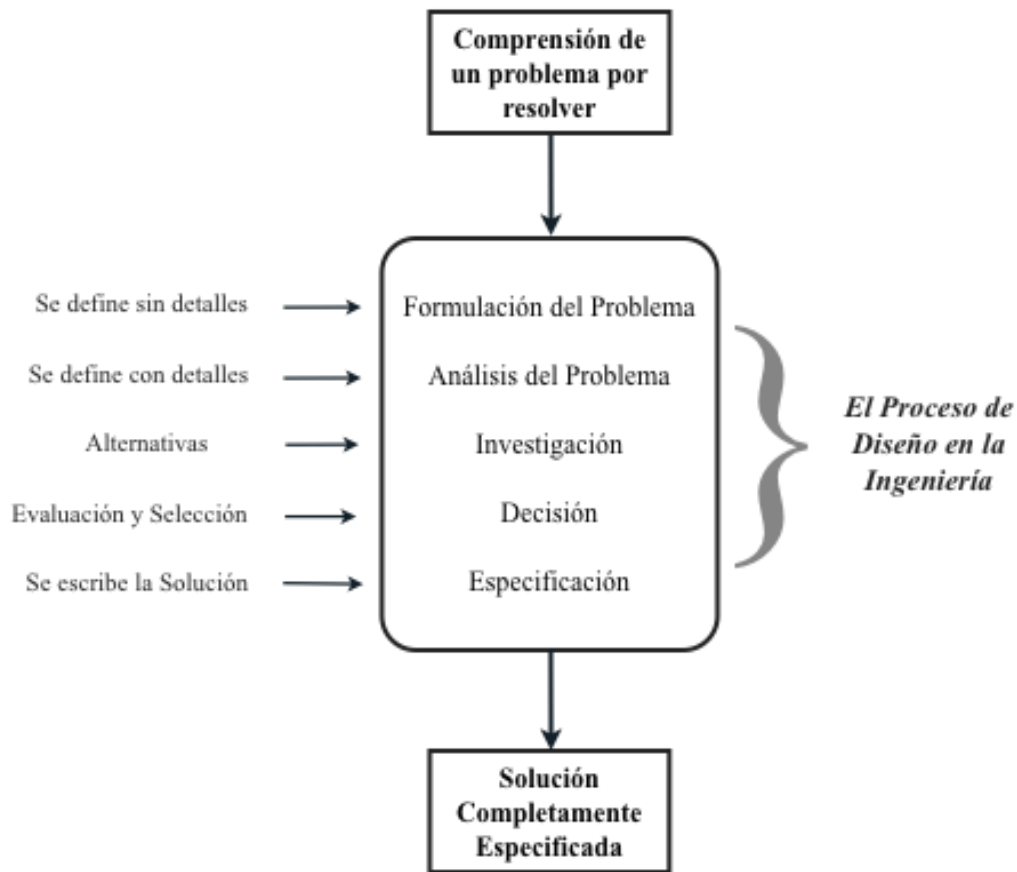 Comprensión de
un problema por
resolver
Se define sin detalles
Formulación del Problema
Se define con detalles
Análisis del Problema
Alternativas
Investigación
Evaluación y Selección
Decisión
Se escribe la Solución
Especificación
El Proceso de
Diseño en la
Ingeniería
Solución
Completamente
Especificada